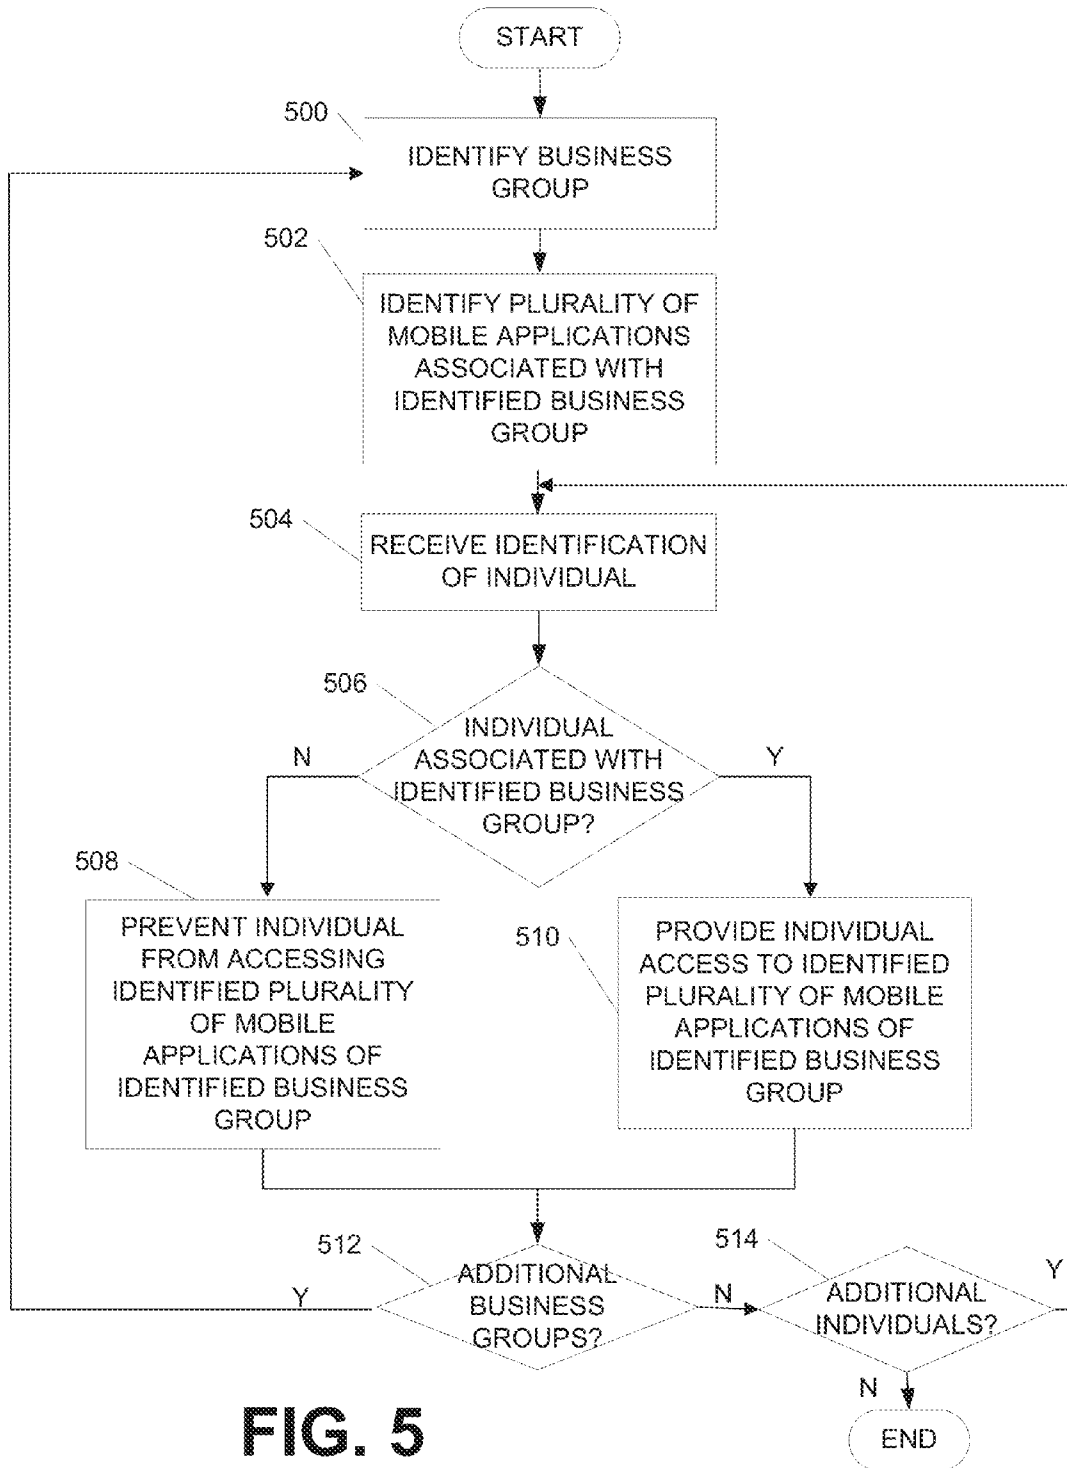 START
500
IDENTIFY BUSINESS
GROUP
502
IDENTIFY PLURALITY OF
MOBILE APPLICATIONS
ASSOCIATED WITH
IDENTIFIED BUSINESS
GROUP
504
RECEIVE IDENTIFICATION
OF INDIVIDUAL
506
INDIVIDUAL
ASSOCIATED WITH
IDENTIFIED BUSINESS
GROUP?
N
Y
508
PREVENT INDIVIDUAL
FROM ACCESSING
IDENTIFIED PLURALITY
OF MOBILE
APPLICATIONS OF
IDENTIFIED BUSINESS
GROUP
510
PROVIDE INDIVIDUAL
ACCESS TO IDENTIFIED
PLURALITY OF MOBILE
APPLICATIONS OF
IDENTIFIED BUSINESS
GROUP
512
ADDITIONAL
BUSINESS
GROUPS?
Y
N
514
ADDITIONAL
INDIVIDUALS?
Y
N
END
FIG. 5